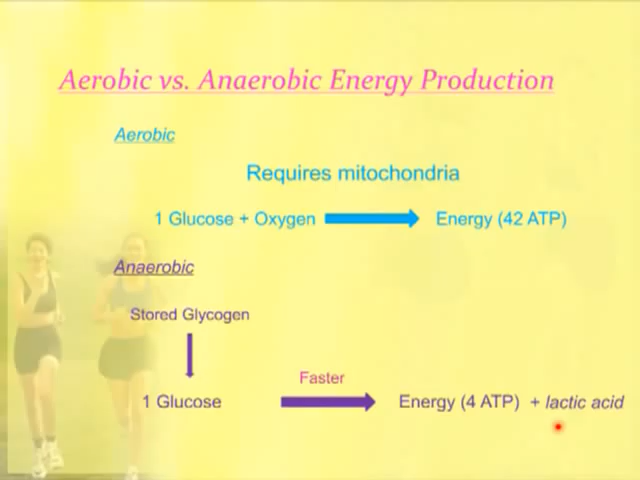 Aerobic vs. Anaerobic Energy Production
Aerobic
Requires mitochondria
1 Glucose + Oxygen Energy (42 ATP)
Anaerobic
Stored Glycogen
Faster
1 Glucose Energy (4 ATP) + lactic acid